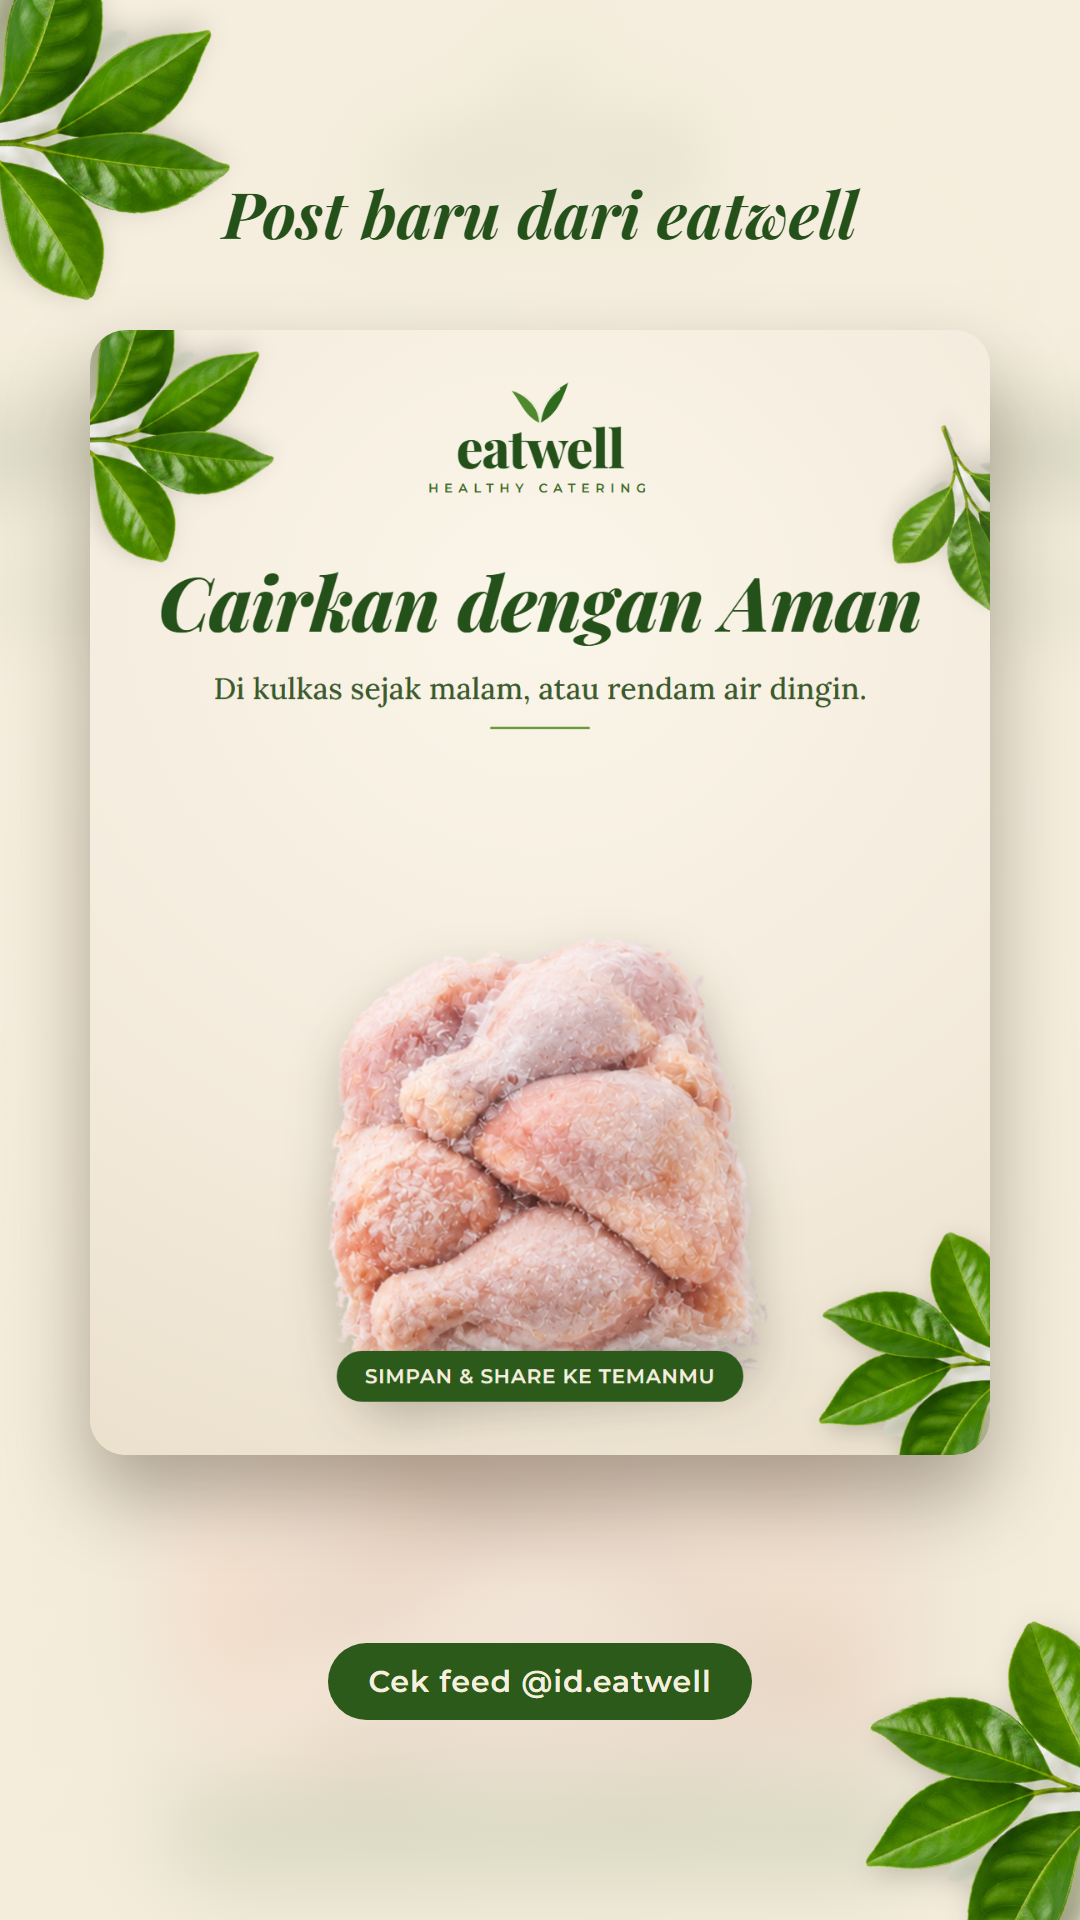 Post baru dari eatwell
eatwell
HEALTHY CATERING
Cairkan dengan Aman
Di kulkas sejak malam, atau rendam air dingin.
SIMPAN & SHARE KE TEMANMU
Cek feed @id.eatwell